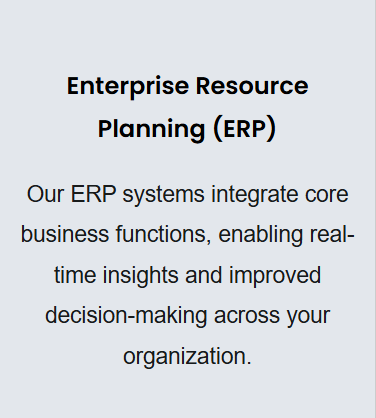 Enterprise Resource
Planning (ERP)
Our ERP systems integrate core
business functions, enabling real-
time insights and improved
decision-making across your
organization.